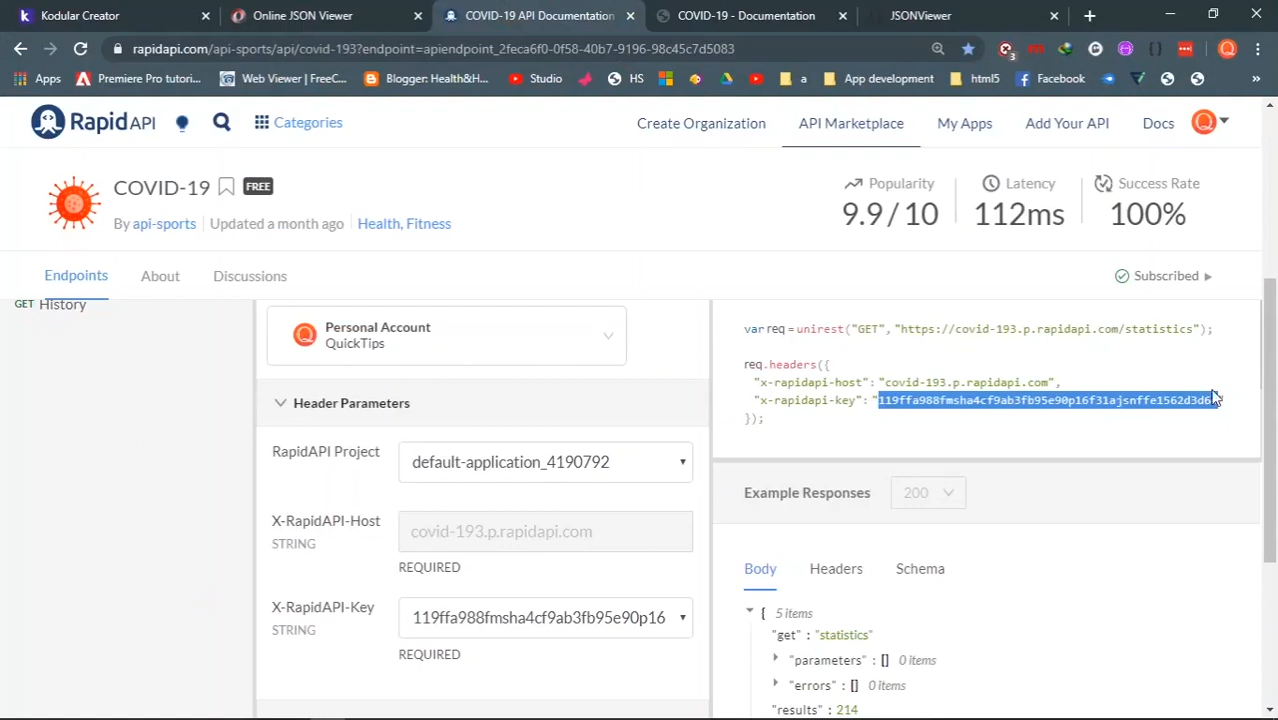 Kodular Creator
Online JSON Viewer
COVID-19 API Documentation
COVID-19 - Documentation
JSONViewer
rapidapi.com/api-sports/api/covid-193?endpoint=apiendpoint_2feca6f0-0f58-40b7-9196-98c45c7d5083
3
Apps
Premiere Pro tutori...
Web Viewer | FreeC...
Blogger: Health&H...
Studio
HS
a
App development
html5
Facebook
»
Rapid API
Categories
Create Organization
API Marketplace
My Apps
Add Your API
Docs
COVID-19
FREE
By api-sports
Updated a month ago
Health, Fitness
Popularity
9.9 / 10
Latency
112ms
Success Rate
100%
Endpoints
About
Discussions
Subscribed
GET History
Personal Account
QuickTips
Header Parameters
RapidAPI Project
default-application_4190792
X-RapidAPI-Host
STRING
covid-193.p.rapidapi.com
REQUIRED
X-RapidAPI-Key
STRING
119ffa988fmsha4cf9ab3fb95e90p16
REQUIRED
var req = unirest("GET", "https://covid-193.p.rapidapi.com/statistics");
req.headers({
"x-rapidapi-host": "covid-193.p.rapidapi.com",
"x-rapidapi-key": "119ffa988fmsha4cf9ab3fb95e90p16f31ajsnffe1562d3d6
});
Example Responses
200
Body
Headers
Schema
{ 5 items
"get" : "statistics"
"parameters" : [] 0 items
"errors" : [] 0 items
"results" : 214